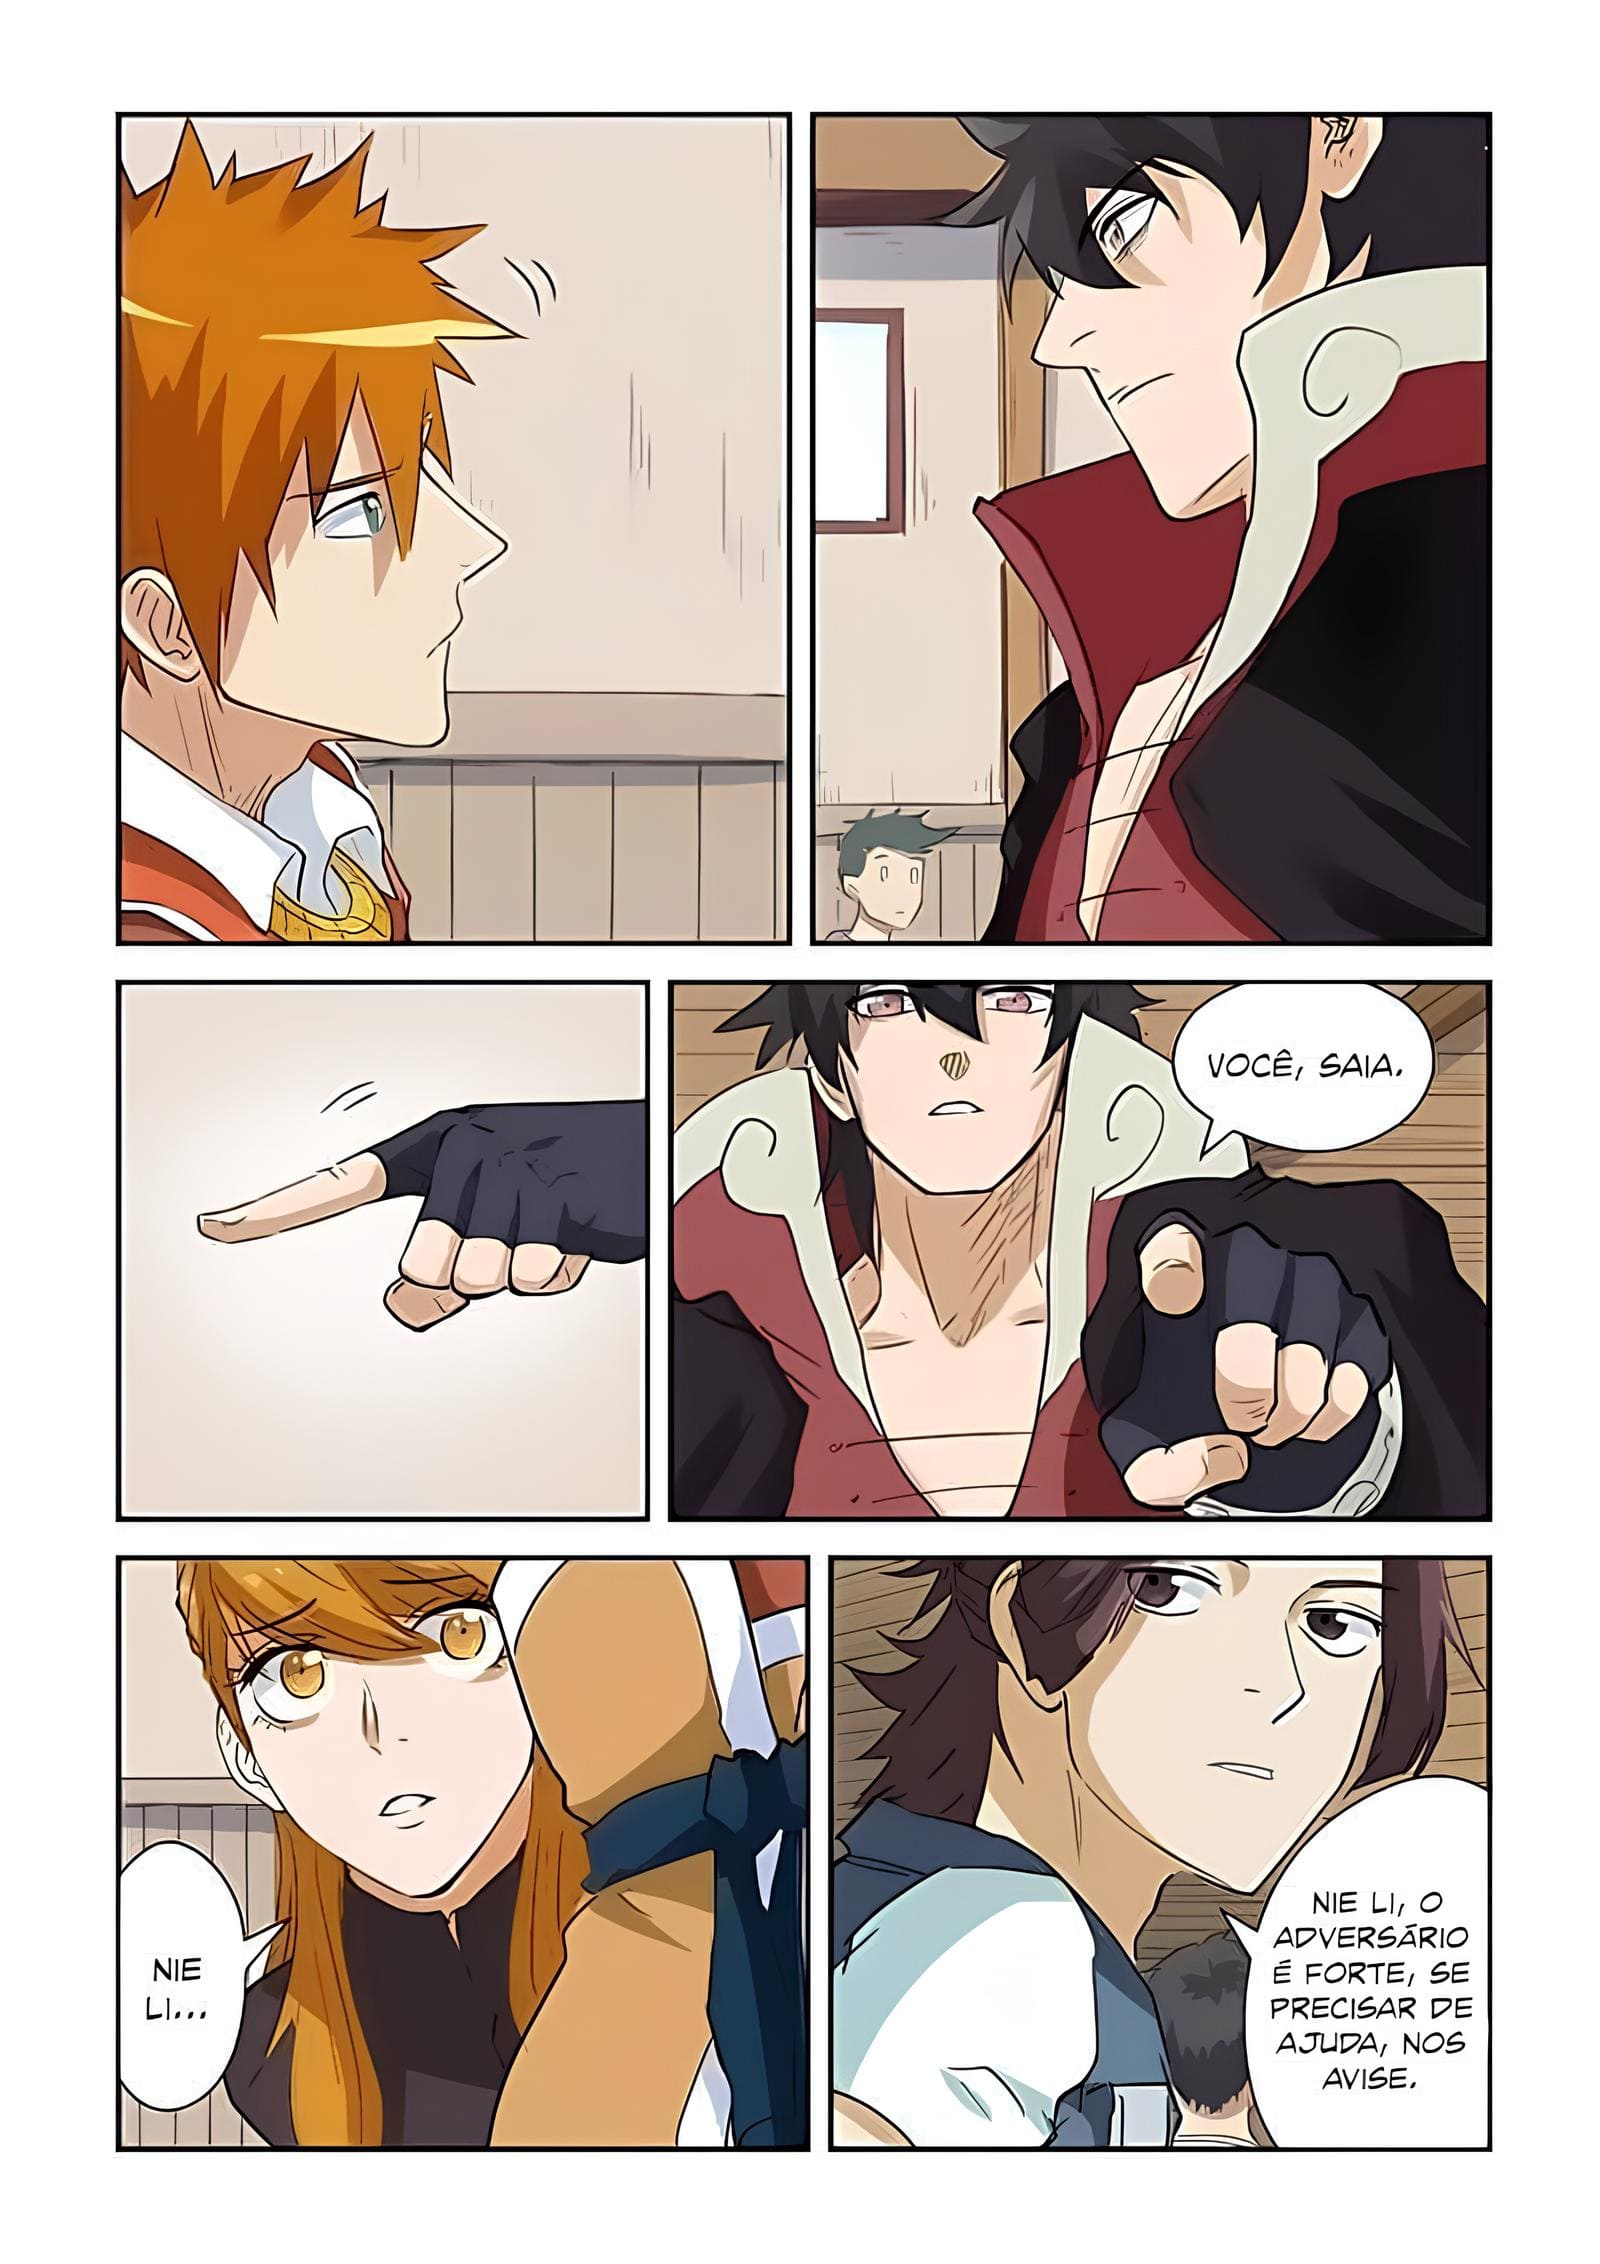 VOCÊ, SAIA.
NIE
LI...
NIE LI, O
ADVERSÁRIO
É FORTE, SE
PRECISAR DE
AJUDA, NOS
AVISE.